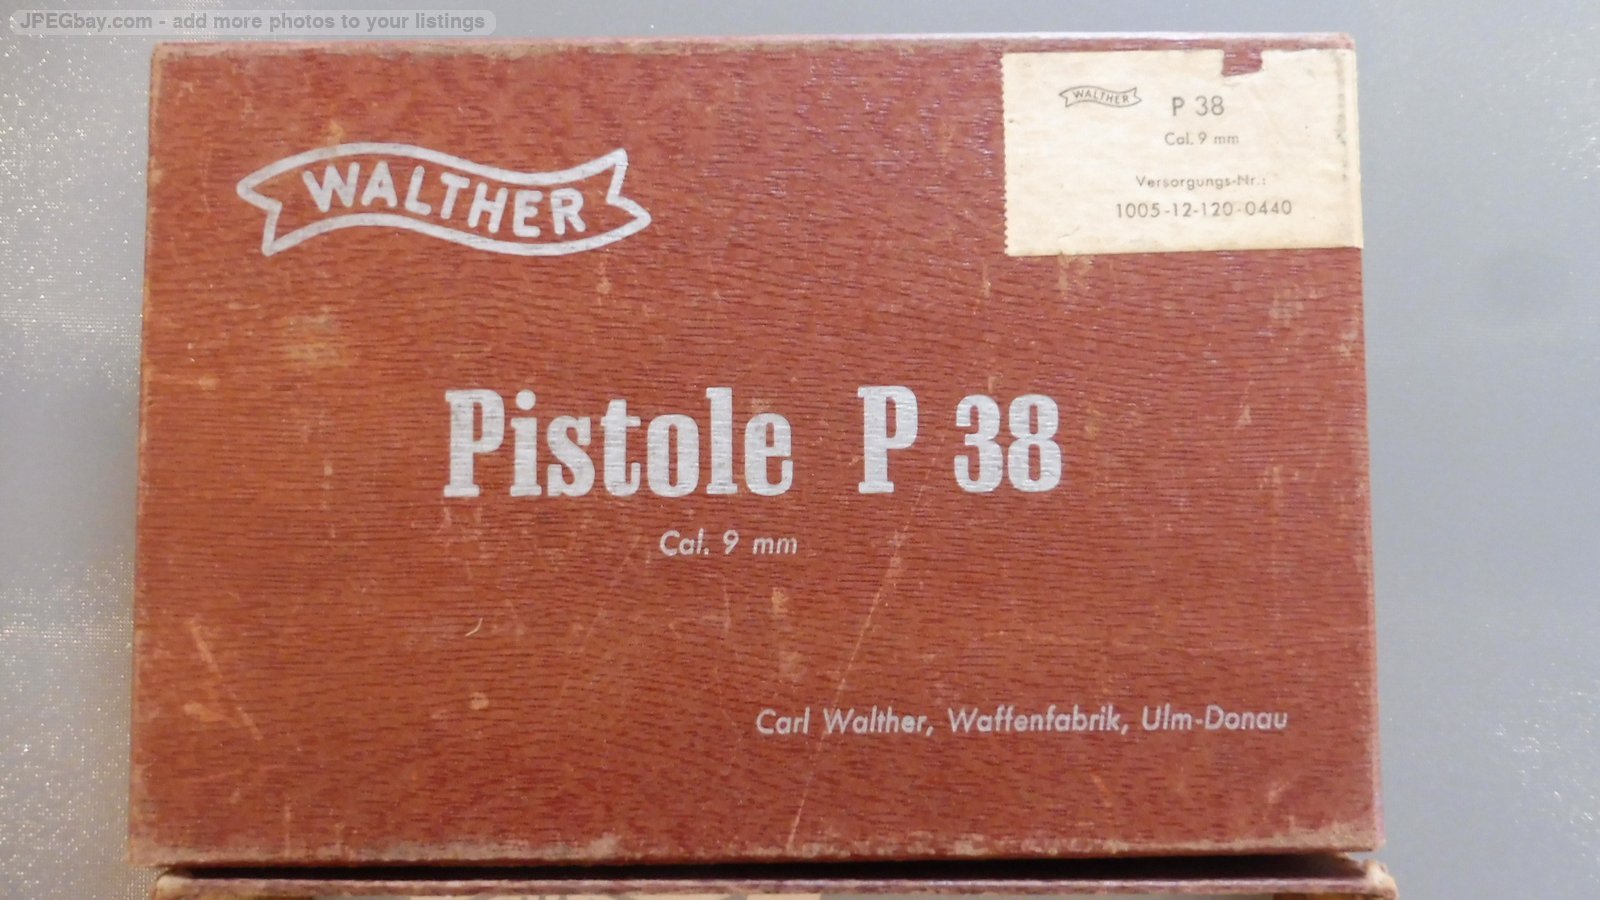 JPEGbay.com - add more photos to your listings
WALTHER
P 38
Cal. 9 mm
Versorgungs-Nr.:
1005-12-120-0440
WALTHER
Pistole P 38
Cal. 9 mm
Carl Walther, Waffenfabrik, Ulm-Donau